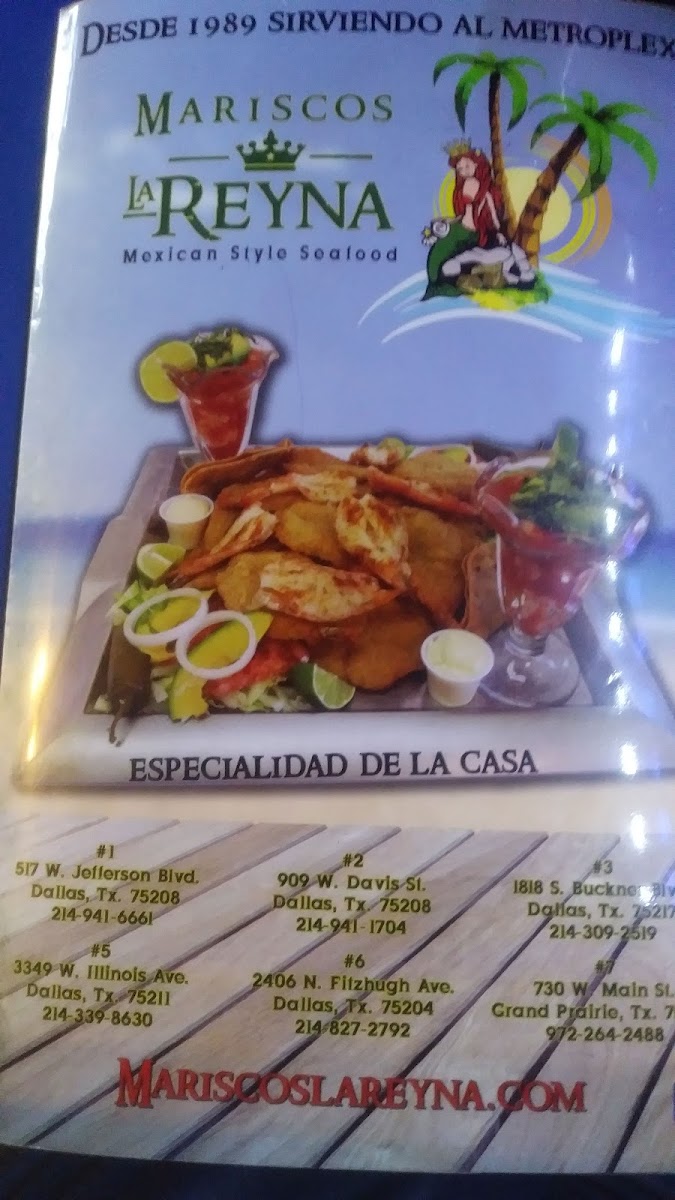 DESDE 1989 SIRVIENDO AL METROPLEX
MARISCOS
LA REYNA
Mexican Style Seafood
ESPECIALIDAD DE LA CASA
#1
517 W. Jefferson Blvd.
Dallas, Tx. 75208
214-941-6661
#2
909 W. Davis St.
Dallas, Tx. 75208
214-941-1704
#3
1818 S. Buckner Blv
Dallas, Tx. 75217
214-309-2519
#5
3349 W. Illinois Ave.
Dallas, Tx. 75211
214-339-8630
#6
2406 N. Fitzhugh Ave.
Dallas, Tx. 75204
214-827-2792
#7
730 W. Main St.
Grand Prairie, Tx. 7
972-264-2488
MARISCOSLAREYNA.COM